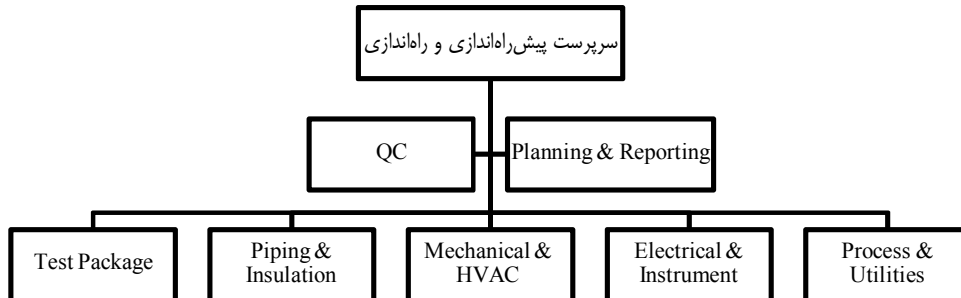 سرپرست پیش‌راه‌اندازی و راه‌اندازی
QC
Planning & Reporting
Test Package
Piping &
Insulation
Mechanical &
HVAC
Electrical &
Instrument
Process &
Utilities